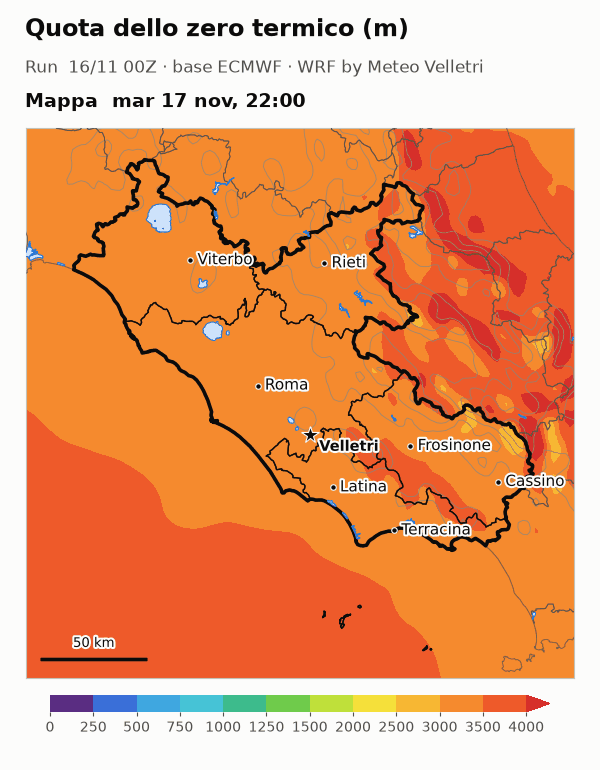 Quota dello zero termico (m)
Run  16/11 00Z · base ECMWF · WRF by Meteo Velletri
Mappa  mar 17 nov, 22:00
Viterbo
Rieti
Roma
Velletri
Frosinone
Latina
Cassino
Terracina
50 km
0 250 500 750 1000 1250 1500 2000 2500 3000 3500 4000